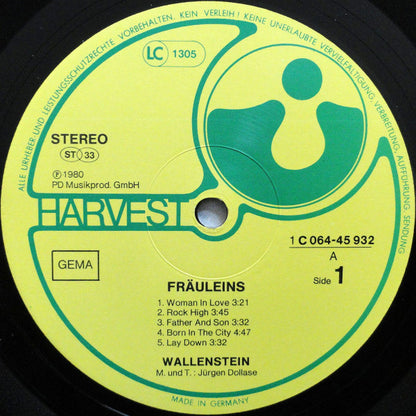 ALLE URHEBER- UND LEISTUNGSSCHUTZRECHTE VORBEHALTEN. KEIN VERLEIH! KEINE UNERLAUBTE VERVIELFÄLTIGUNG, VERBREITUNG, AUFFÜHRUNG, SENDUNG
LC 1305
STEREO
ST 33
℗ 1980
PD Musikprod. GmbH
HARVEST
1 C 064-45 932
A
Side 1
GEMA
FRÄULEINS
1. Woman In Love 3:21
2. Rock High 3:45
3. Father And Son 3:32
4. Born In The City 4:47
5. Lay Down 3:32
WALLENSTEIN
M. und T.: Jürgen Dollase
MADE IN GERMANY